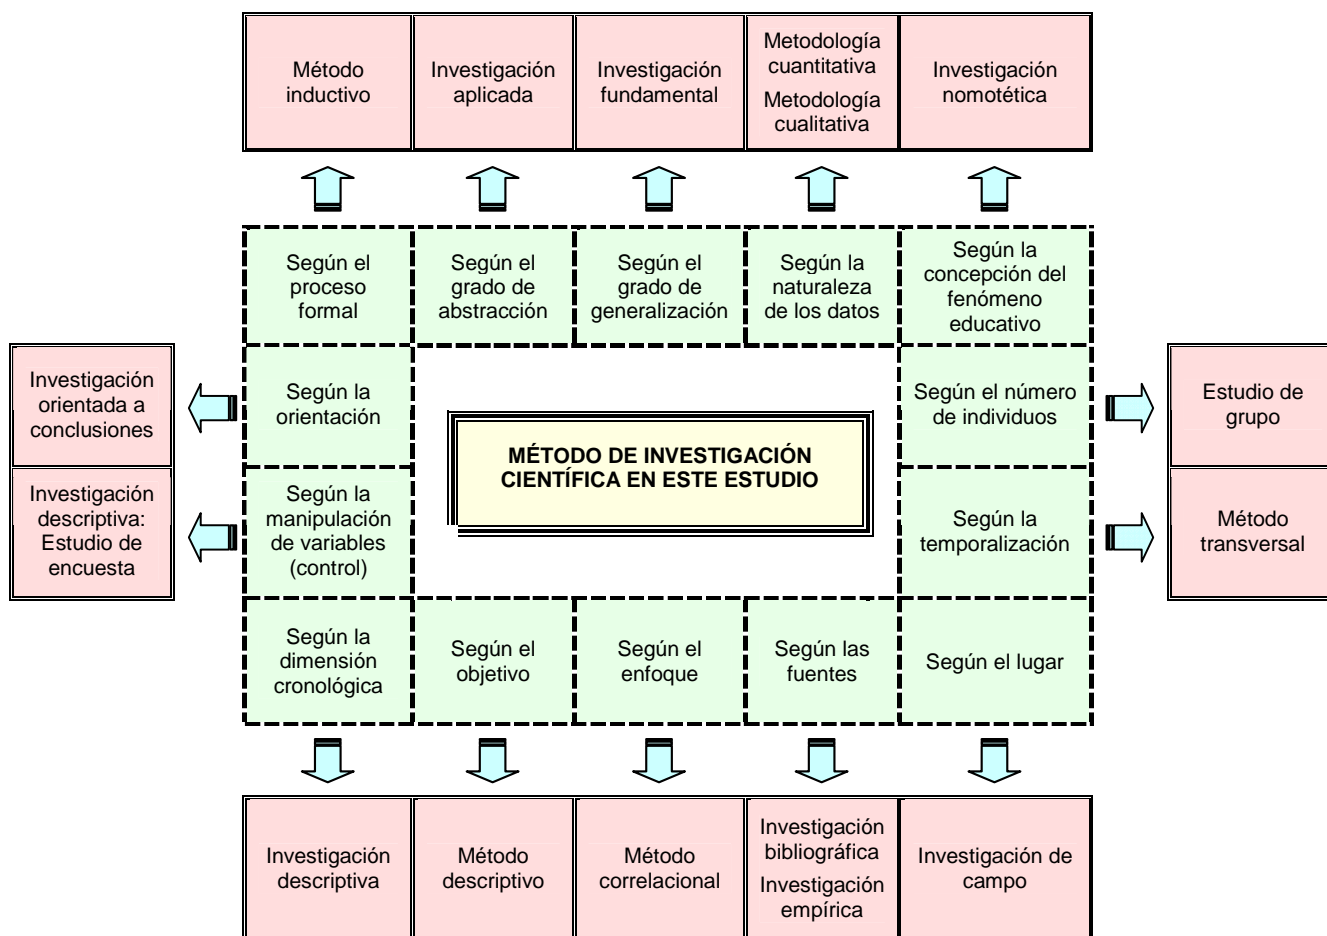 Método
inductivo
Investigación
aplicada
Investigación
fundamental
Metodología
cuantitativa
Metodología
cualitativa
Investigación
nomotética
Según el
proceso
formal
Según el
grado de
abstracción
Según el
grado de
generalización
Según la
naturaleza
de los datos
Según la
concepción del
fenómeno
educativo
Investigación
orientada a
conclusiones
Según la
orientación
Según el número
de individuos
Estudio de
grupo
MÉTODO DE INVESTIGACIÓN
CIENTÍFICA EN ESTE ESTUDIO
Investigación
descriptiva:
Estudio de
encuesta
Según la
manipulación
de variables
(control)
Según la
temporalización
Método
transversal
Según la
dimensión
cronológica
Según el
objetivo
Según el
enfoque
Según las
fuentes
Según el lugar
Investigación
descriptiva
Método
descriptivo
Método
correlacional
Investigación
bibliográfica
Investigación
empírica
Investigación de
campo